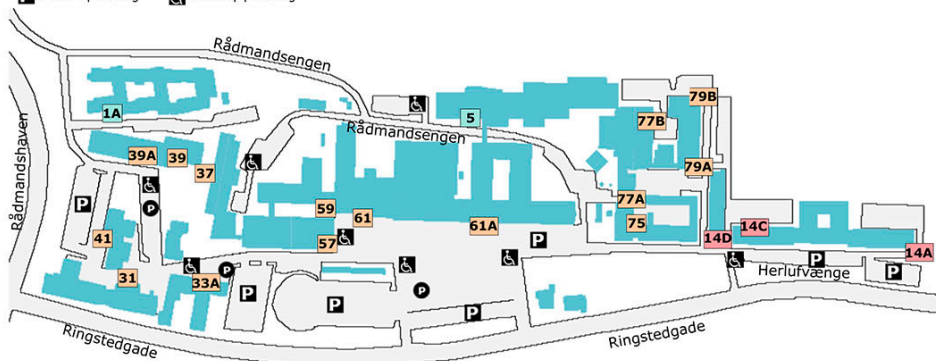 Rådmandsengen
79B
1A
5
77B
Rådmandsengen
39A
39
37
79A
Rådmandshaven
P
P
59
61
77A
75
61A
41
57
P
14D
14C
14A
31
33A
P
P
P
P
P
P
P
Herlufvænge
Ringstedgade
Ringstedgade